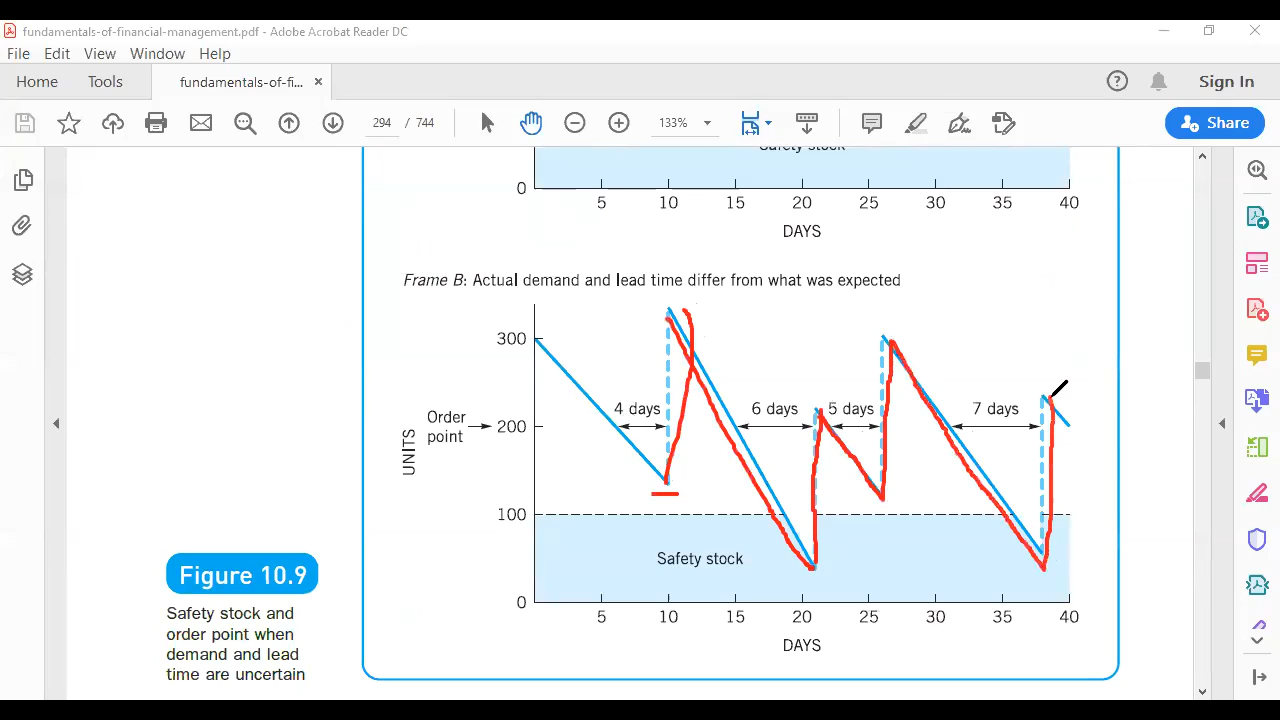 fundamentals-of-financial-management.pdf - Adobe Acrobat Reader DC
File Edit View Window Help
Home Tools fundamentals-of-fi... × Sign In
294 / 744 133% Share
Safety stock
0
5 10 15 20 25 30 35 40
DAYS
Frame B: Actual demand and lead time differ from what was expected
300
4 days 6 days 5 days 7 days
Order
point
200
UNITS
100
Safety stock
0
5 10 15 20 25 30 35 40
DAYS
Figure 10.9
Safety stock and
order point when
demand and lead
time are uncertain